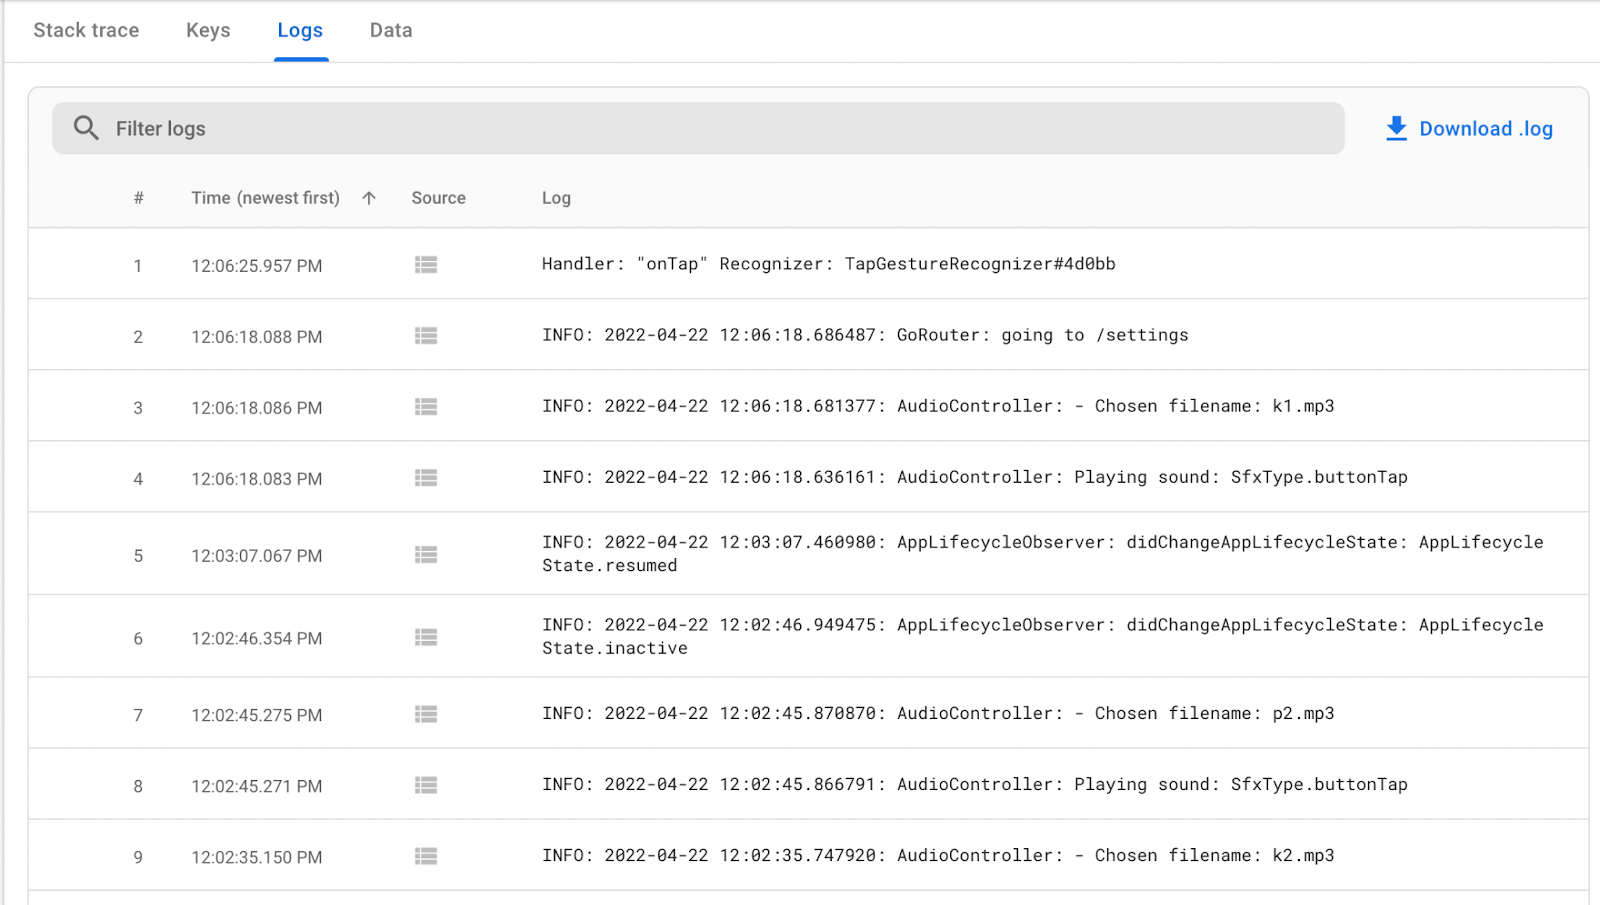 Stack trace Keys Logs Data
Filter logs Download .log
# Time (newest first) Source Log
1 12:06:25.957 PM Handler: "onTap" Recognizer: TapGestureRecognizer#4d0bb
2 12:06:18.088 PM INFO: 2022-04-22 12:06:18.686487: GoRouter: going to /settings
3 12:06:18.086 PM INFO: 2022-04-22 12:06:18.681377: AudioController: - Chosen filename: k1.mp3
4 12:06:18.083 PM INFO: 2022-04-22 12:06:18.636161: AudioController: Playing sound: SfxType.buttonTap
5 12:03:07.067 PM INFO: 2022-04-22 12:03:07.460980: AppLifecycleObserver: didChangeAppLifecycleState: AppLifecycle
State.resumed
6 12:02:46.354 PM INFO: 2022-04-22 12:02:46.949475: AppLifecycleObserver: didChangeAppLifecycleState: AppLifecycle
State.inactive
7 12:02:45.275 PM INFO: 2022-04-22 12:02:45.870870: AudioController: - Chosen filename: p2.mp3
8 12:02:45.271 PM INFO: 2022-04-22 12:02:45.866791: AudioController: Playing sound: SfxType.buttonTap
9 12:02:35.150 PM INFO: 2022-04-22 12:02:35.747920: AudioController: - Chosen filename: k2.mp3